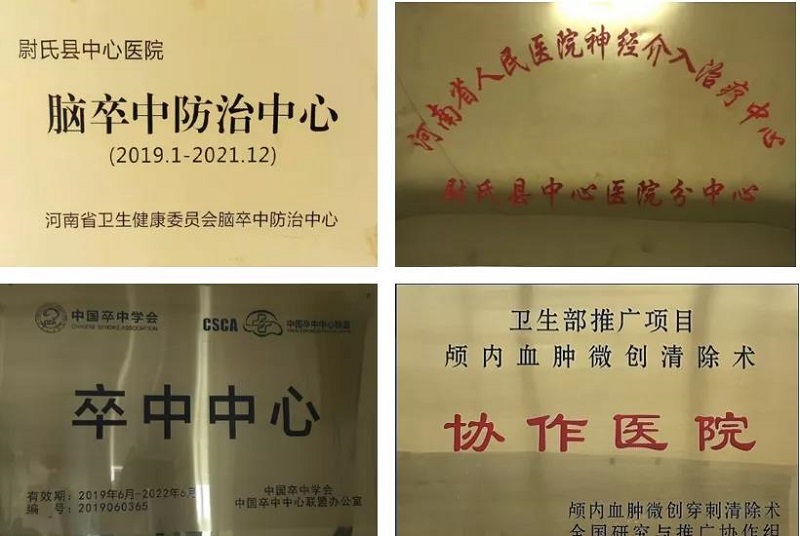 尉氏县中心医院
脑卒中防治中心
(2019.1-2021.12)
河南省卫生健康委员会脑卒中防治中心
河南省人民医院神经介入治疗中心
尉氏县中心医院分中心
中国卒中学会
CHINESE STROKE ASSOCIATION
CSCA
中国卒中中心联盟
卒中中心
有效期：2019年6月-2022年6月
编 号：2019060365
中国卒中学会
中国卒中中心联盟办公室
卫生部推广项目
颅内血肿微创清除术
协作医院
颅内血肿微创穿刺清除术
全国研究与推广协作组